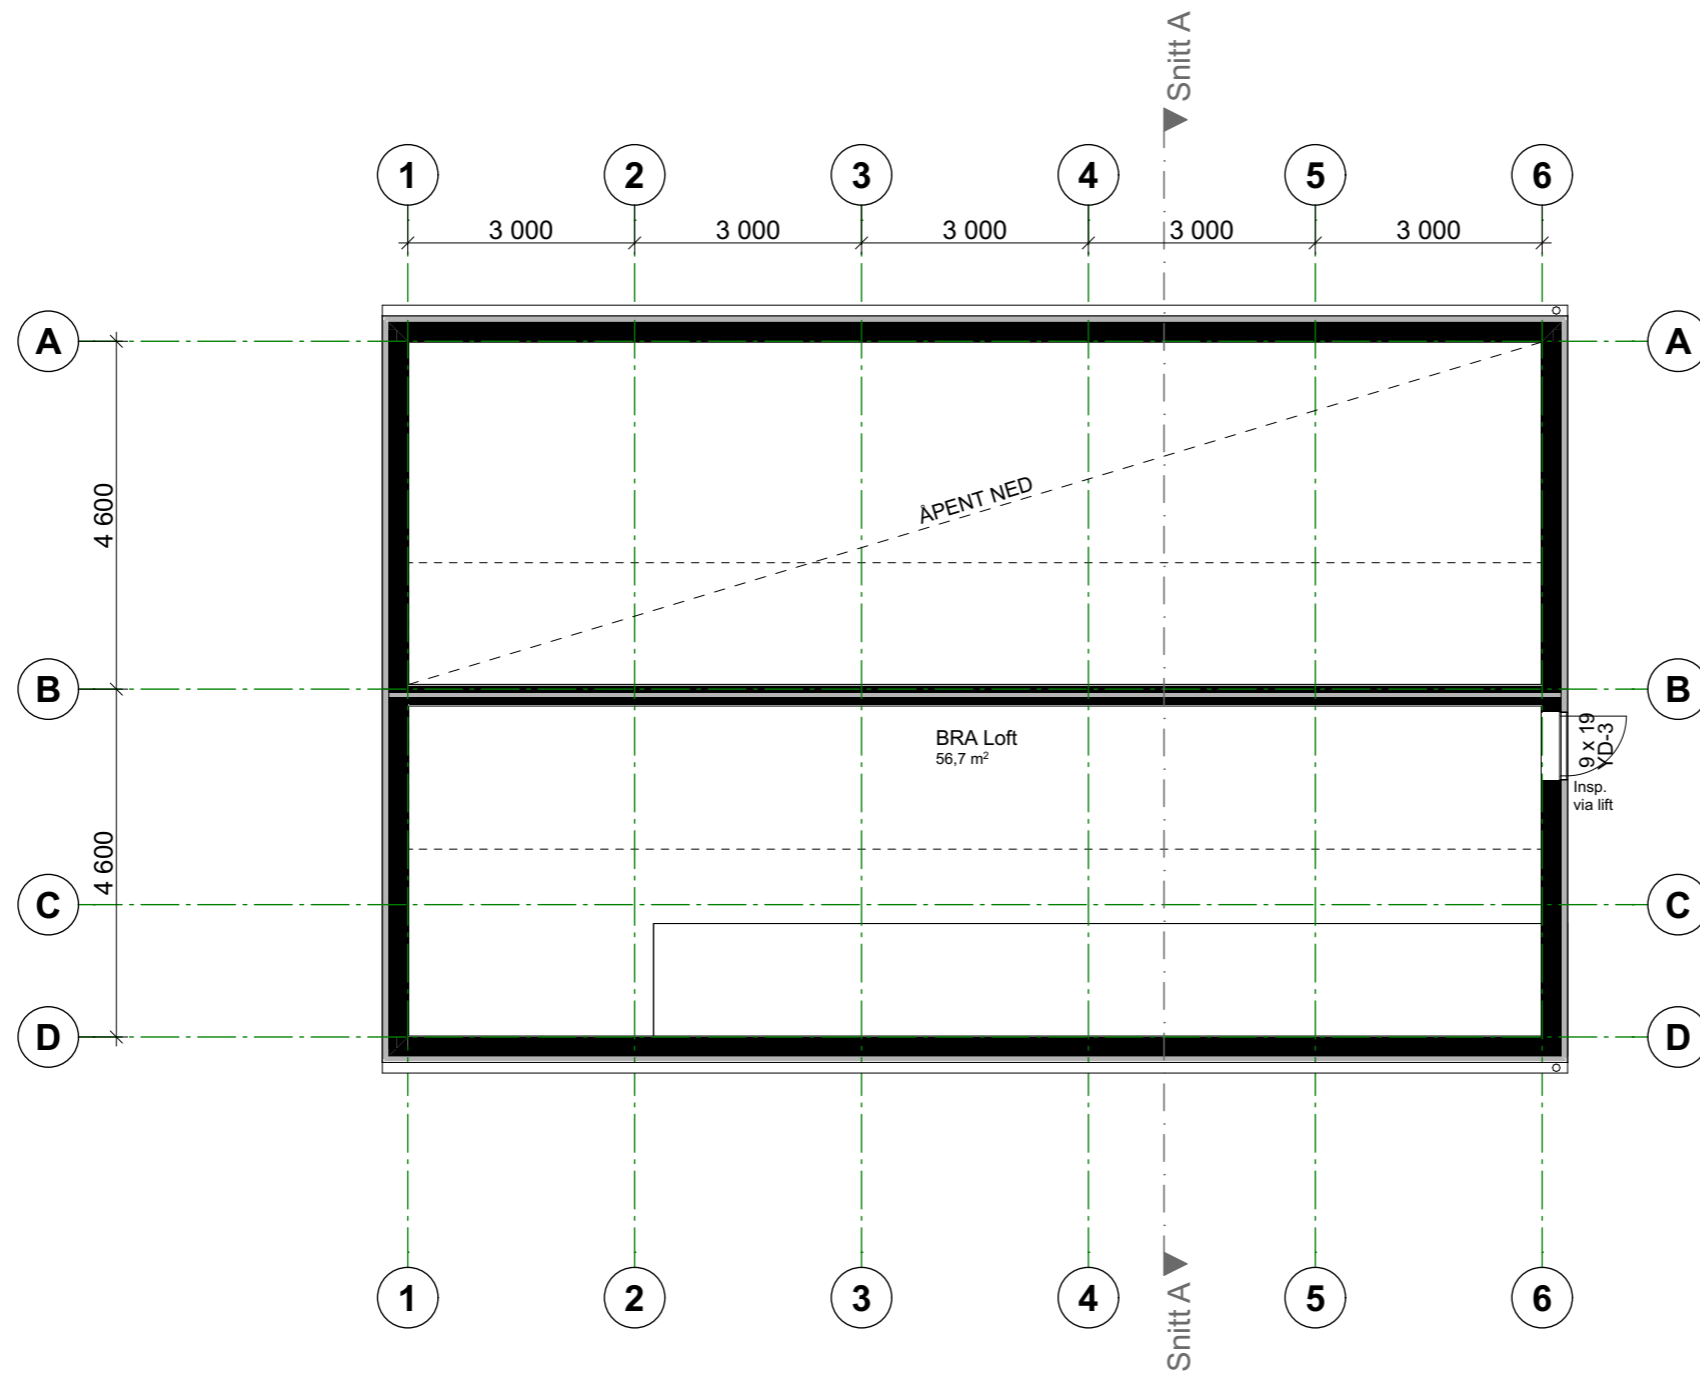 Snitt A
1 2 3 4 5 6
3 000 3 000 3 000 3 000 3 000
A A
4 600
ÅPENT NED
B B
BRA Loft
56,7 m²
9 x 19
YD-3
Insp.
via lift
4 600
C C
D D
1 2 3 4 5 6
Snitt A